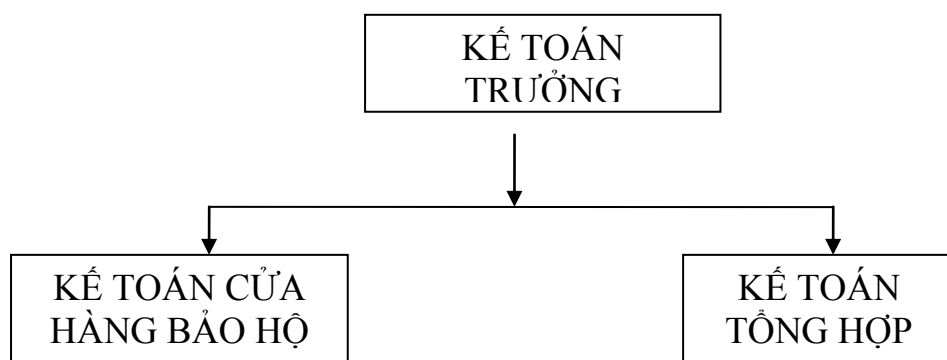 KẾ TOÁN
TRƯỞNG
KẾ TOÁN CỬA
HÀNG BẢO HỘ
KẾ TOÁN
TỔNG HỢP